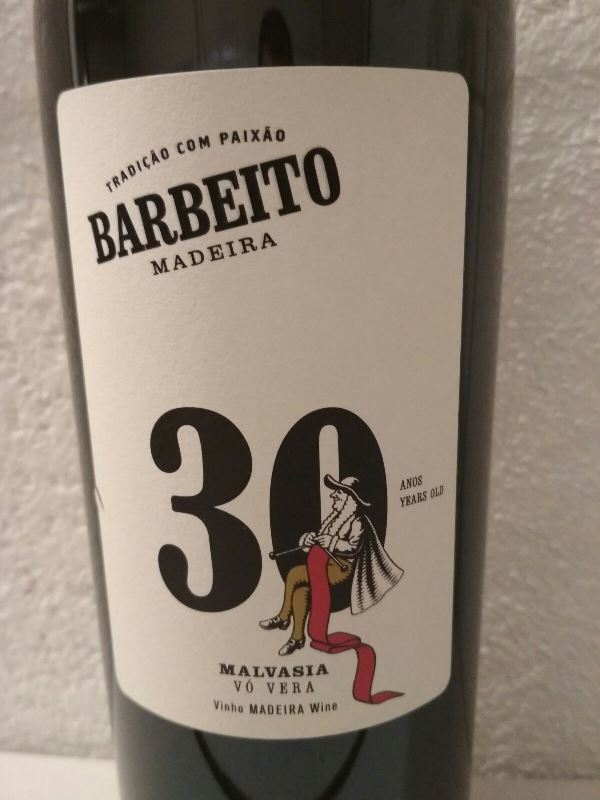 TRADIÇÃO COM PAIXÃO
BARBEITO
MADEIRA
30
ANOS
YEARS OLD
MALVASIA
VÓ VERA
Vinho MADEIRA Wine